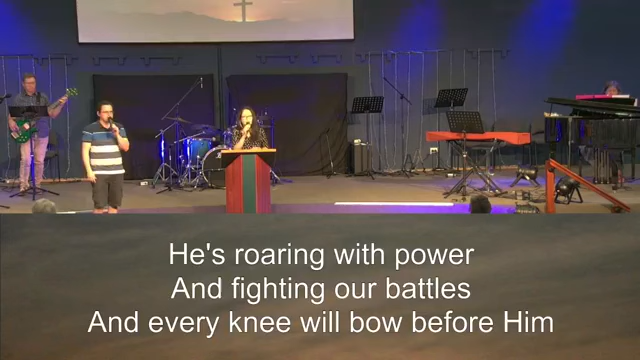 He's roaring with power
And fighting our battles
And every knee will bow before Him